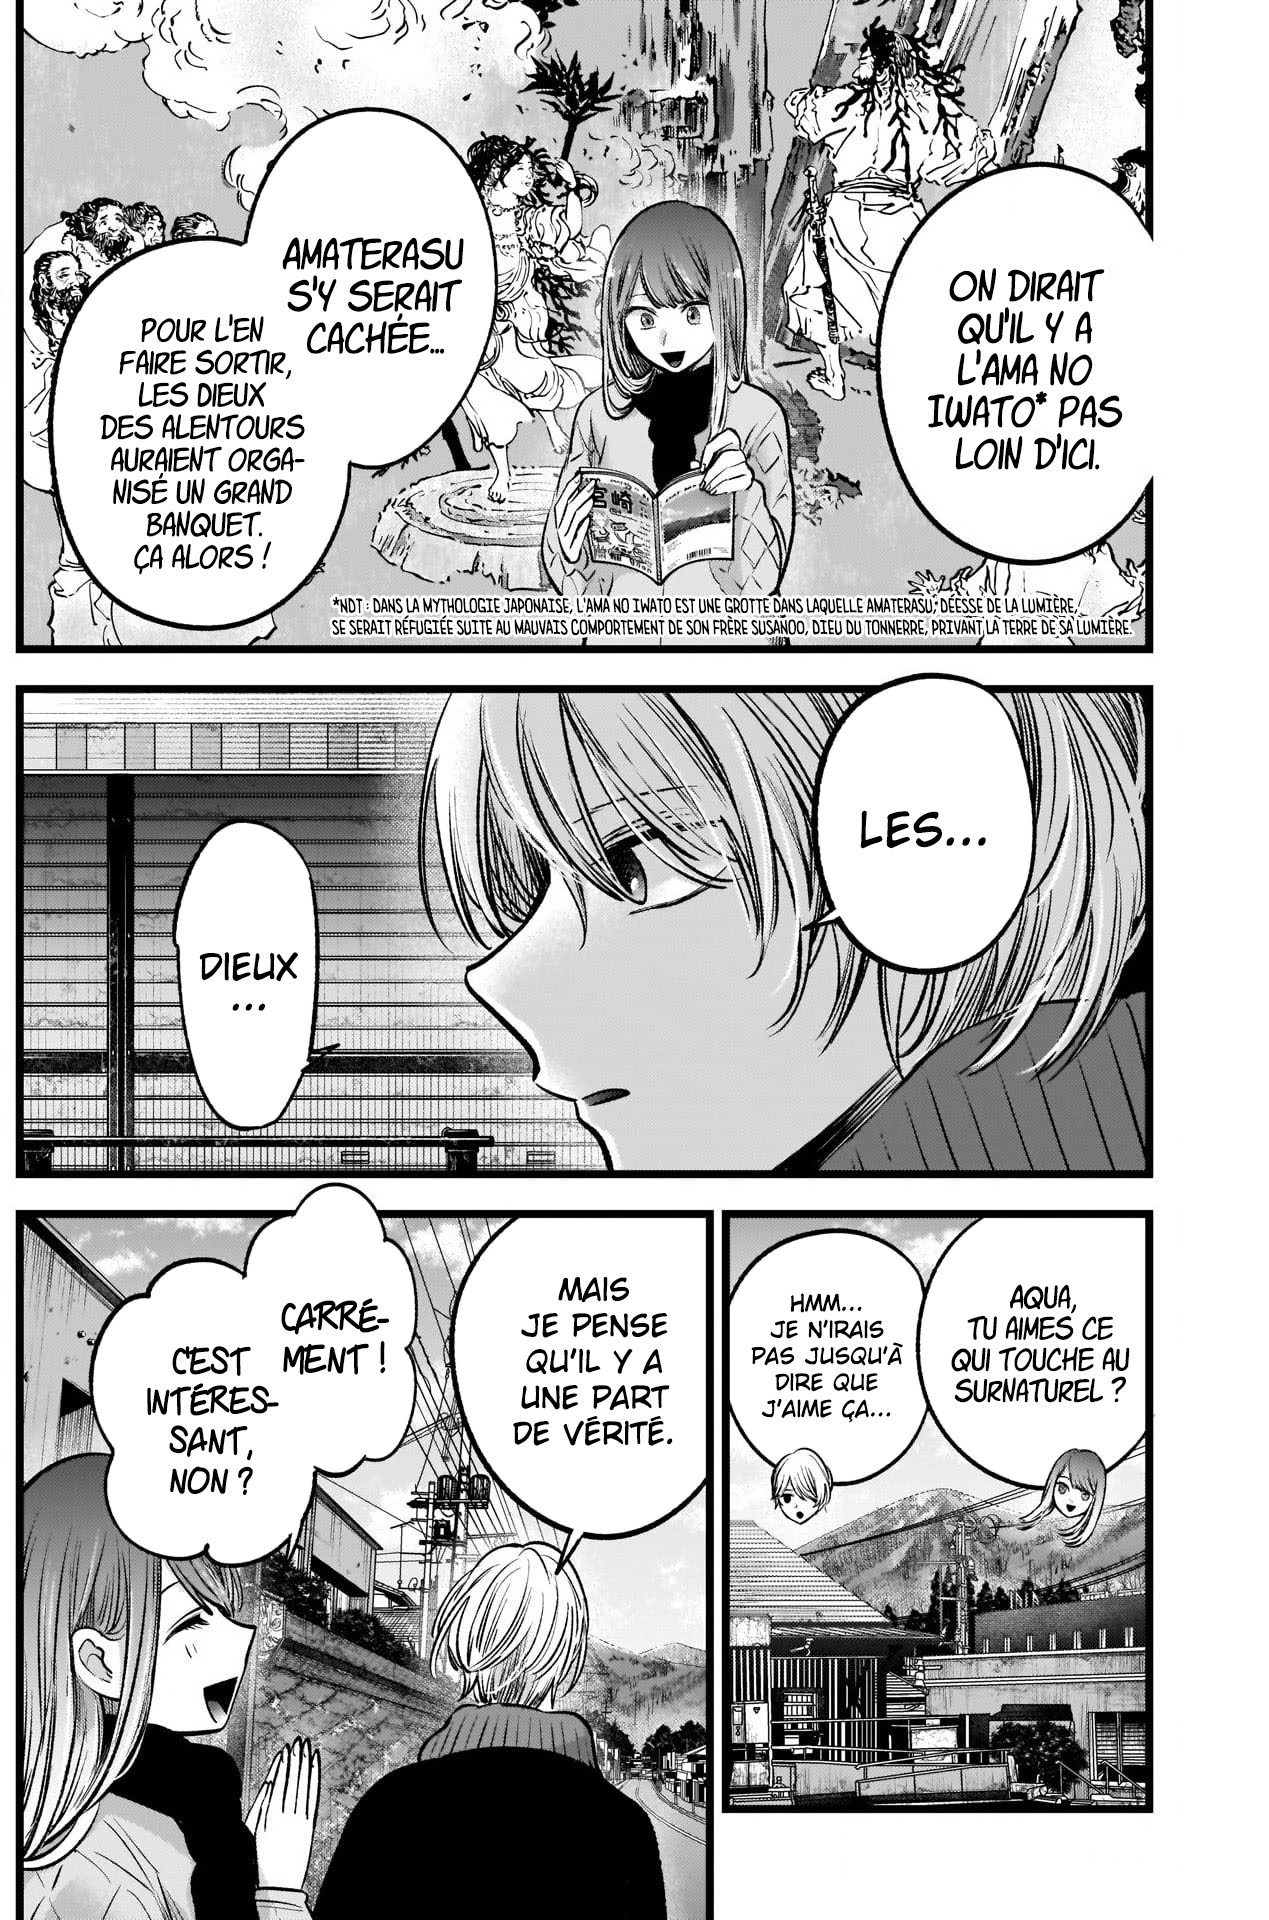 ON DIRAIT
QU'IL Y A
L'AMA NO
IWATO* PAS
LOIN D'ICI.
AMATERASU
S'Y SERAIT
CACHÉE...
POUR L'EN
FAIRE SORTIR,
LES DIEUX
DES ALENTOURS
AURAIENT ORGA-
NISÉ UN GRAND
BANQUET.
ÇA ALORS !
宮崎
*NDT : DANS LA MYTHOLOGIE JAPONAISE, L'AMA NO IWATO EST UNE GROTTE DANS LAQUELLE AMATERASU, DÉESSE DE LA LUMIÈRE,
SE SERAIT RÉFUGIÉE SUITE AU MAUVAIS COMPORTEMENT DE SON FRÈRE SUSANOO, DIEU DU TONNERRE, PRIVANT LA TERRE DE SA LUMIÈRE.
LES...
DIEUX
...
AQUA,
TU AIMES CE
QUI TOUCHE AU
SURNATUREL ?
HMM...
JE N'IRAIS
PAS JUSQU'À
DIRE QUE
J'AIME ÇA...
MAIS
JE PENSE
QU'IL Y A
UNE PART
DE VÉRITÉ.
CARRÉ-
MENT !
C'EST
INTÉRES-
SANT,
NON ?